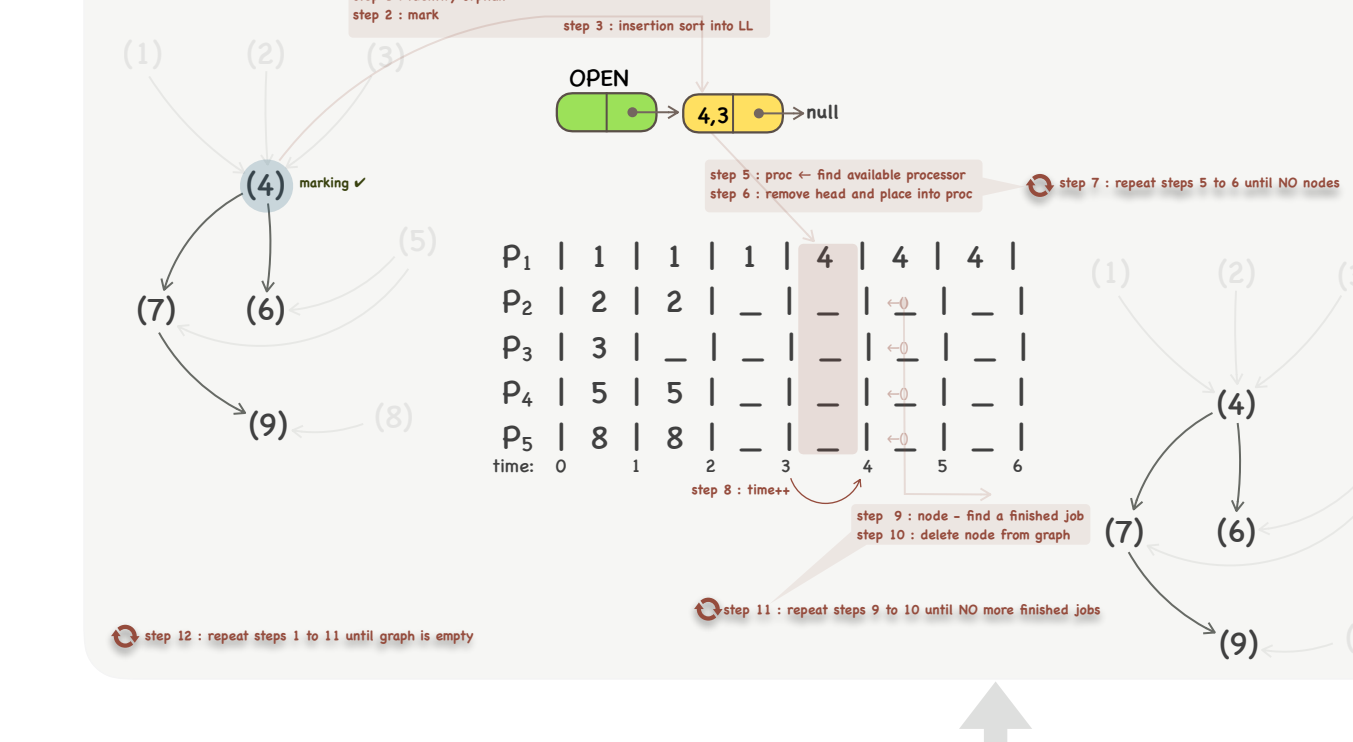 step 2 : mark
step 3 : insertion sort into LL
(1) (2) (3)
OPEN
4,3 null
(4) marking ✔
step 5 : proc ← find available processor
step 6 : remove head and place into proc
step 7 : repeat steps 5 to 6 until NO nodes
(5)
(7) (6)
(9) (8)
P1 | 1 | 1 | 1 | 4 | 4 | 4 |
P2 | 2 | 2 | _ | _ | ←0 _ | _ |
P3 | 3 | _ | _ | _ | ←0 _ | _ |
P4 | 5 | 5 | _ | _ | ←0 _ | _ |
P5 | 8 | 8 | _ | _ | ←0 _ | _ |
time: 0 1 2 3 4 5 6
step 8 : time++
step 9 : node - find a finished job
step 10 : delete node from graph
step 11 : repeat steps 9 to 10 until NO more finished jobs
step 12 : repeat steps 1 to 11 until graph is empty
(1) (2)
(4)
(7) (6)
(9)